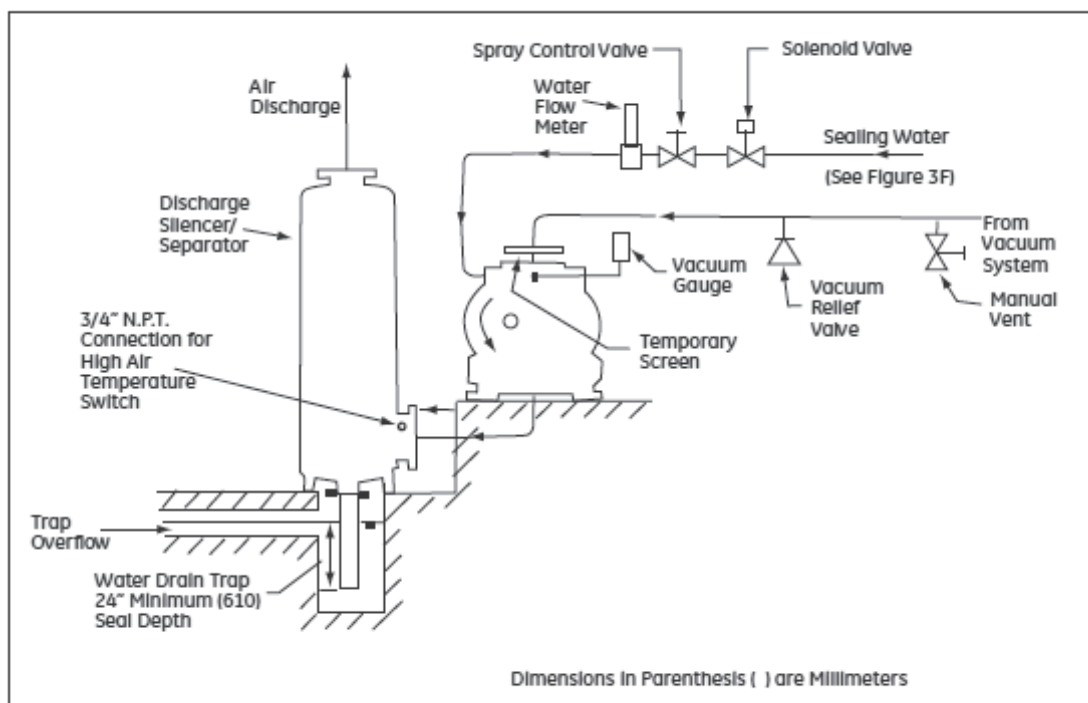 Spray Control Valve
Solenoid Valve
Air
Discharge
Water
Flow
Meter
Sealing Water
(See Figure 3F)
Discharge
Silencer/
Separator
From
Vacuum
System
Vacuum
Gauge
Vacuum
Relief
Valve
Manual
Vent
3/4" N.P.T.
Connection for
High Air
Temperature
Switch
Temporary
Screen
Trap
Overflow
Water Drain Trap
24" Minimum (610)
Seal Depth
Dimensions in Parenthesis ( ) are Millimeters